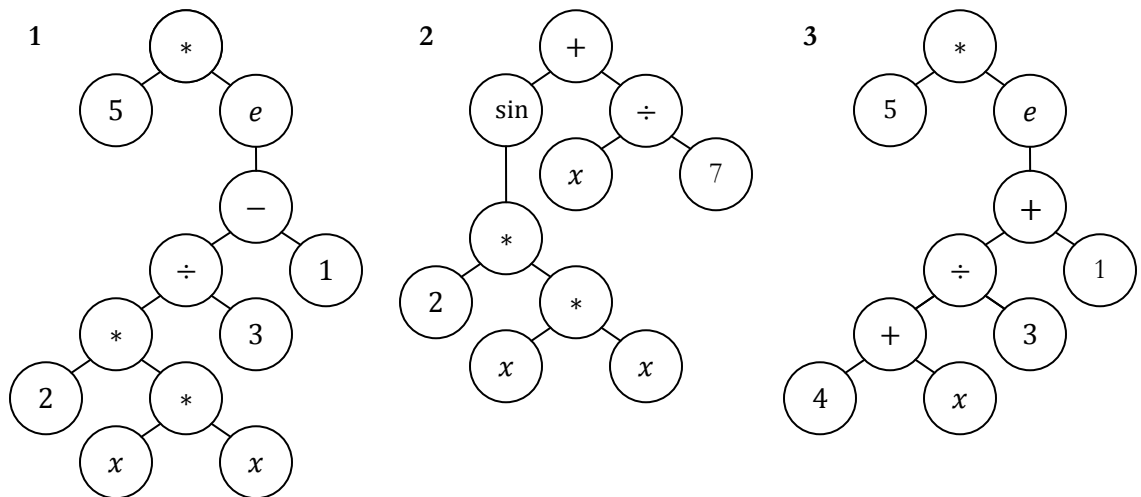 1 * 2 + 3 *
5 e sin ÷ 5 e
x 7
− +
* 
÷ 1 ÷ 1
2 *
* 3 + 3
x x
2 * 4 x
x x